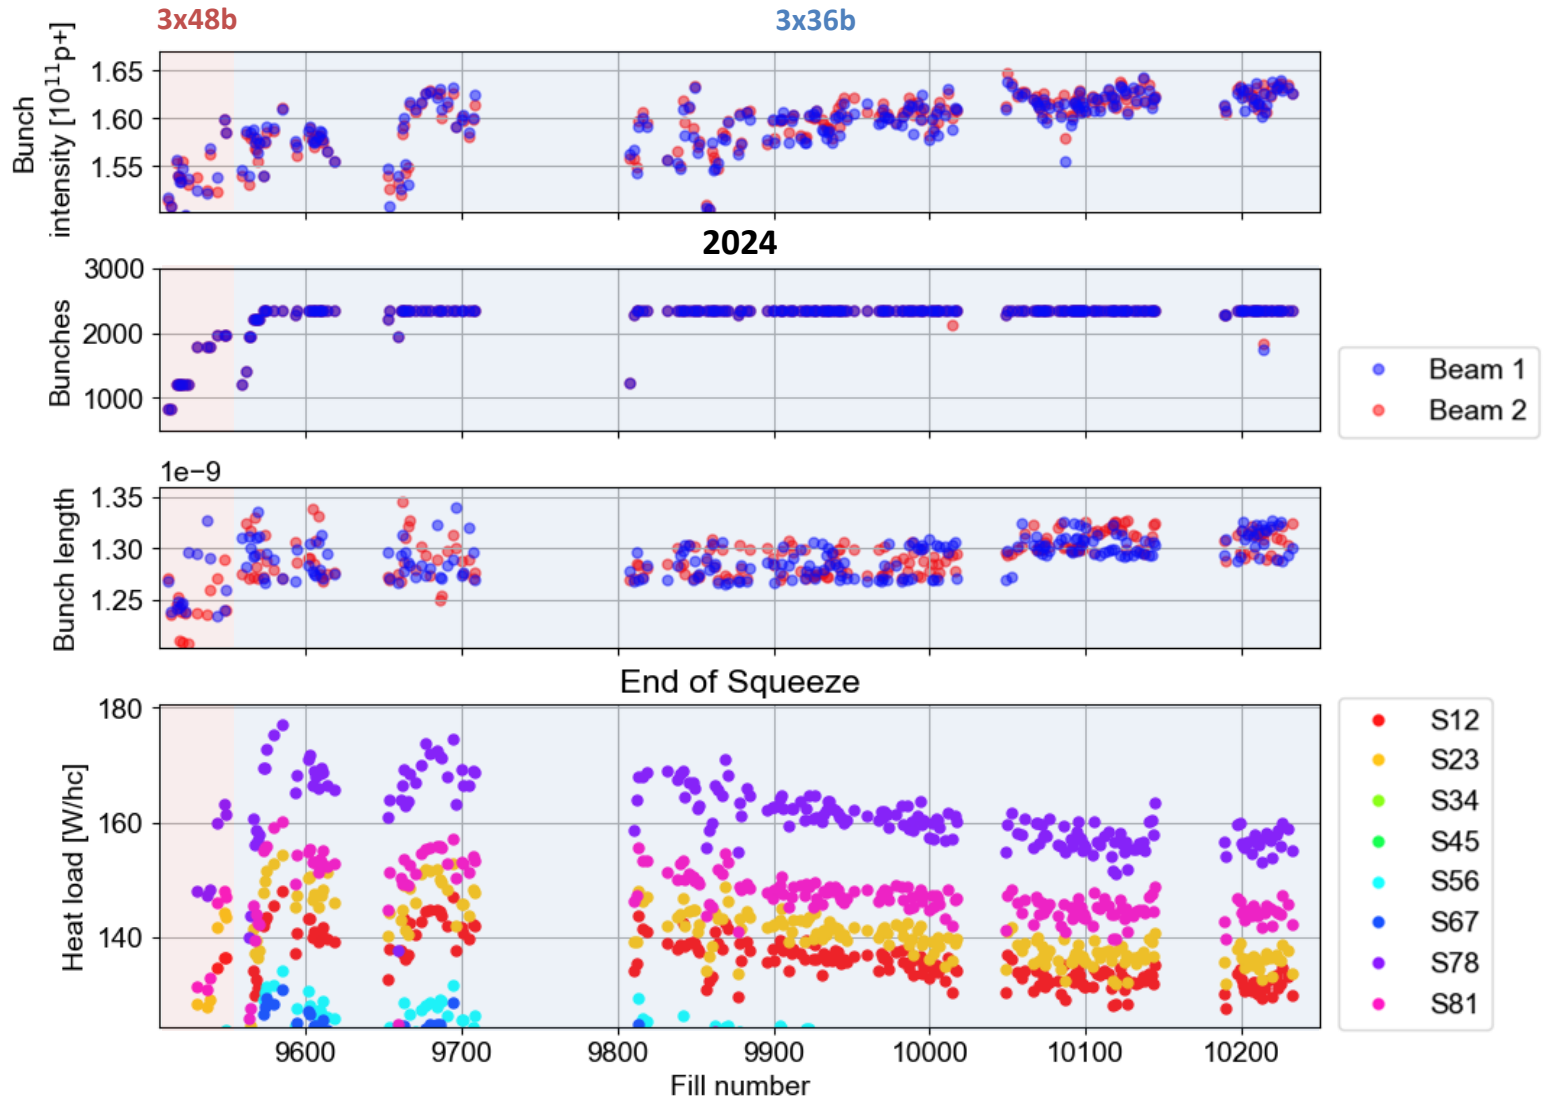 3x48b
3x36b
Bunch
intensity [10¹¹p+]
1.65
1.60
1.55
2024
Bunches
3000
2000
1000
Beam 1
Beam 2
1e−9
Bunch length
1.35
1.30
1.25
End of Squeeze
Heat load [W/hc]
180
160
140
S12
S23
S34
S45
S56
S67
S78
S81
9600 9700 9800 9900 10000 10100 10200
Fill number